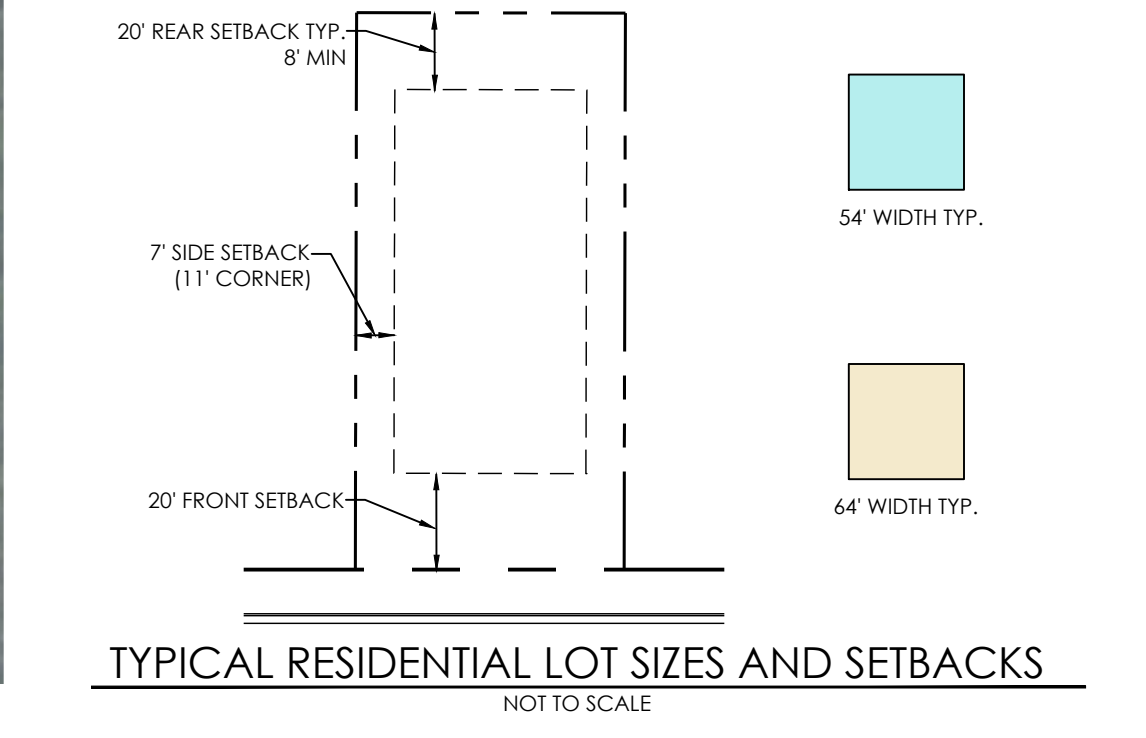 20' REAR SETBACK TYP.
8' MIN
54' WIDTH TYP.
7' SIDE SETBACK
(11' CORNER)
20' FRONT SETBACK
64' WIDTH TYP.
TYPICAL RESIDENTIAL LOT SIZES AND SETBACKS
NOT TO SCALE